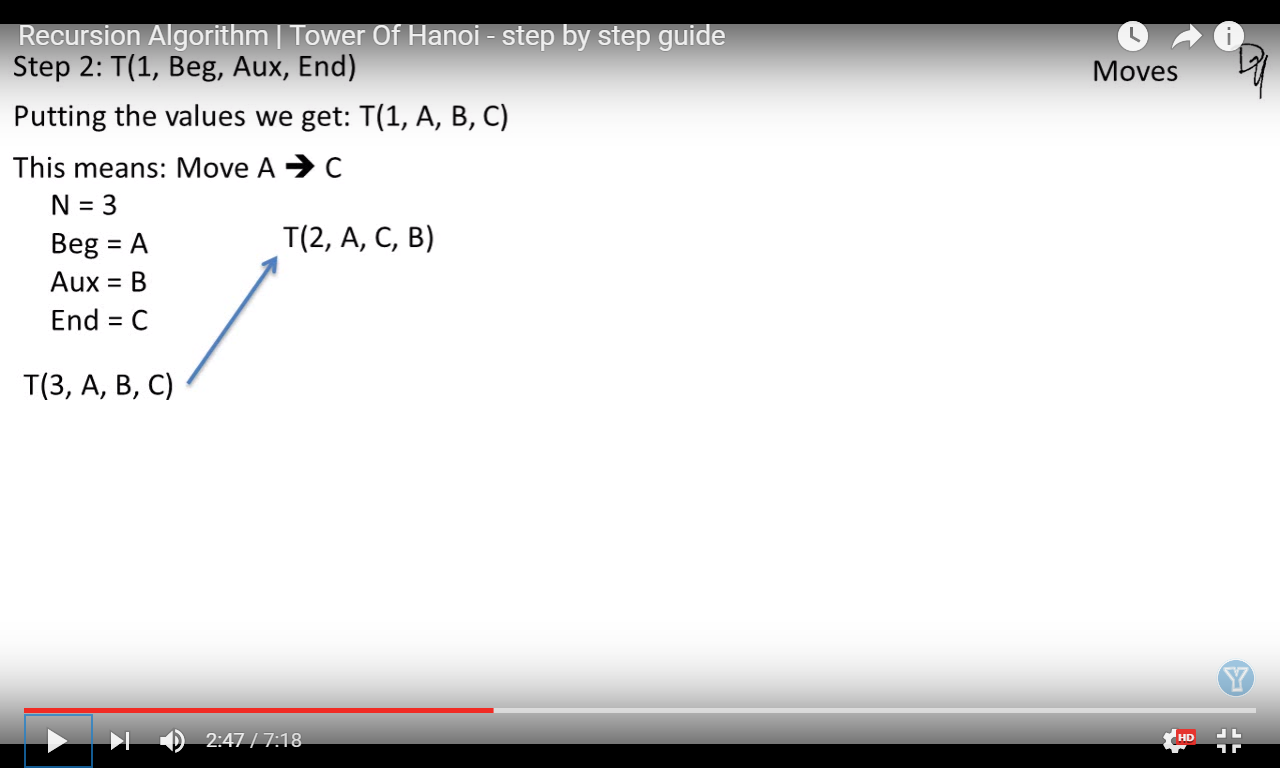 Recursion Algorithm | Tower Of Hanoi - step by step guide
Step 2: T(1, Beg, Aux, End)
Moves
Putting the values we get: T(1, A, B, C)
This means: Move A → C
N = 3
Beg = A
T(2, A, C, B)
Aux = B
End = C
T(3, A, B, C)
Y
2:47 / 7:18
HD